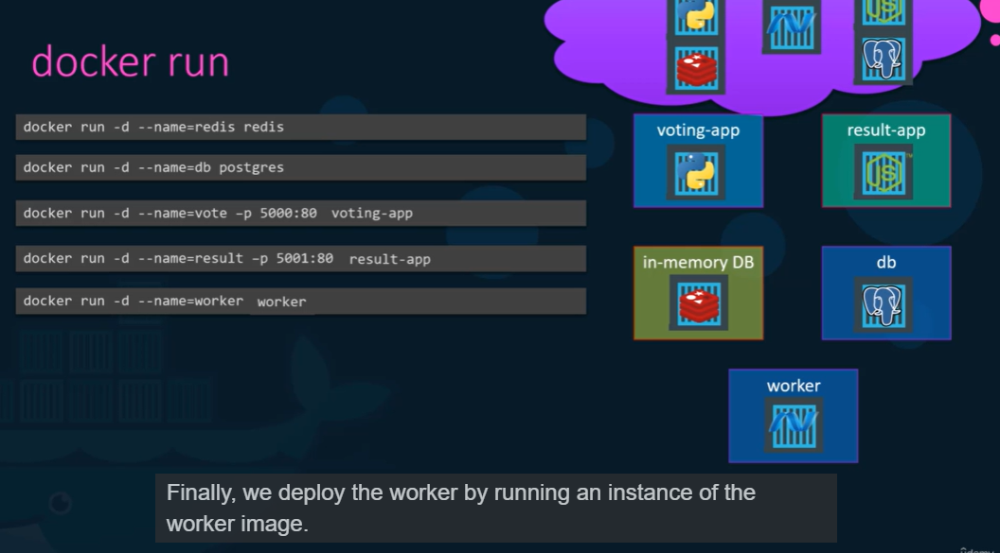 docker run
docker run -d --name=redis redis
docker run -d --name=db postgres
docker run -d --name=vote -p 5000:80 voting-app
docker run -d --name=result -p 5001:80 result-app
docker run -d --name=worker worker
JS
voting-app
result-app
JS
in-memory DB
db
worker
Finally, we deploy the worker by running an instance of the
worker image.